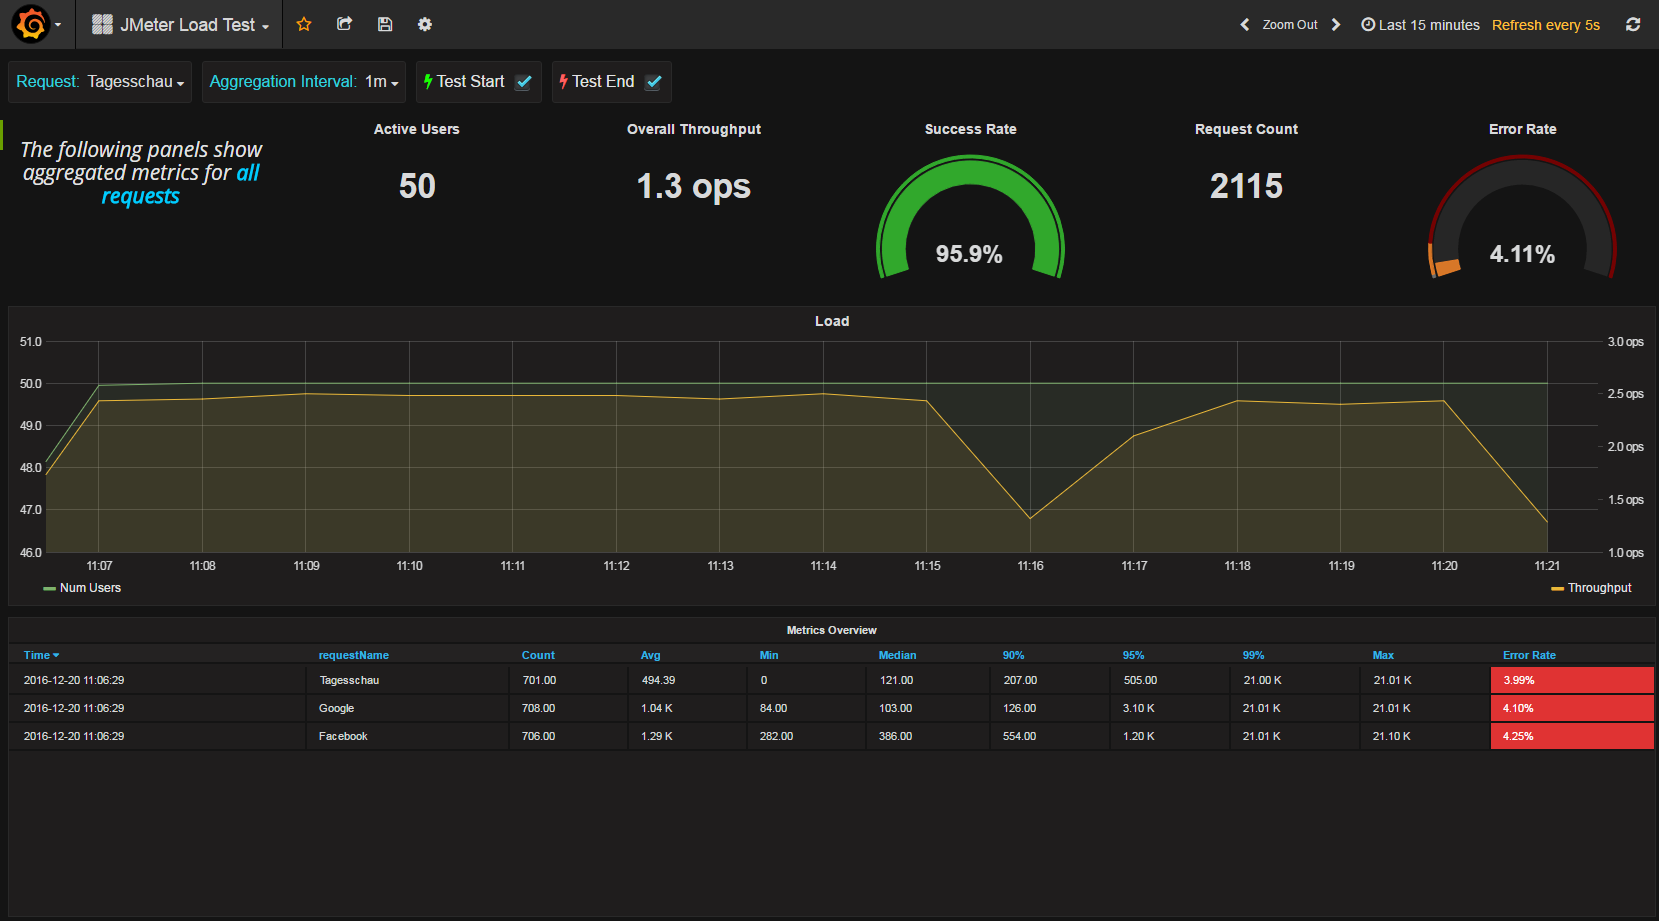 JMeter Load Test
Zoom Out
Last 15 minutes
Refresh every 5s
Request: Tagesschau
Aggregation Interval: 1m
Test Start
Test End
The following panels show
aggregated metrics for all
requests
Active Users
50
Overall Throughput
1.3 ops
Success Rate
95.9%
Request Count
2115
Error Rate
4.11%
Load
51.0
50.0
49.0
48.0
47.0
46.0
3.0 ops
2.5 ops
2.0 ops
1.5 ops
1.0 ops
11:07 11:08 11:09 11:10 11:11 11:12 11:13 11:14 11:15 11:16 11:17 11:18 11:19 11:20 11:21
Num Users
Throughput
Metrics Overview
Time requestName Count Avg Min Median 90% 95% 99% Max Error Rate
2016-12-20 11:06:29 Tagesschau 701.00 494.39 0 121.00 207.00 505.00 21.00 K 21.01 K 3.99%
2016-12-20 11:06:29 Google 708.00 1.04 K 84.00 103.00 126.00 3.10 K 21.01 K 21.01 K 4.10%
2016-12-20 11:06:29 Facebook 706.00 1.29 K 282.00 386.00 554.00 1.20 K 21.01 K 21.10 K 4.25%